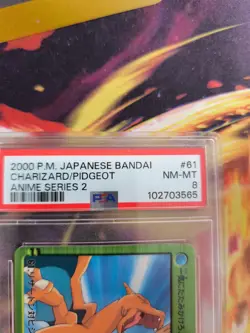 2000 P.M. JAPANESE BANDAI #61
CHARIZARD/PIDGEOT NM-MT
ANIME SERIES 2 8
PSA 102703565